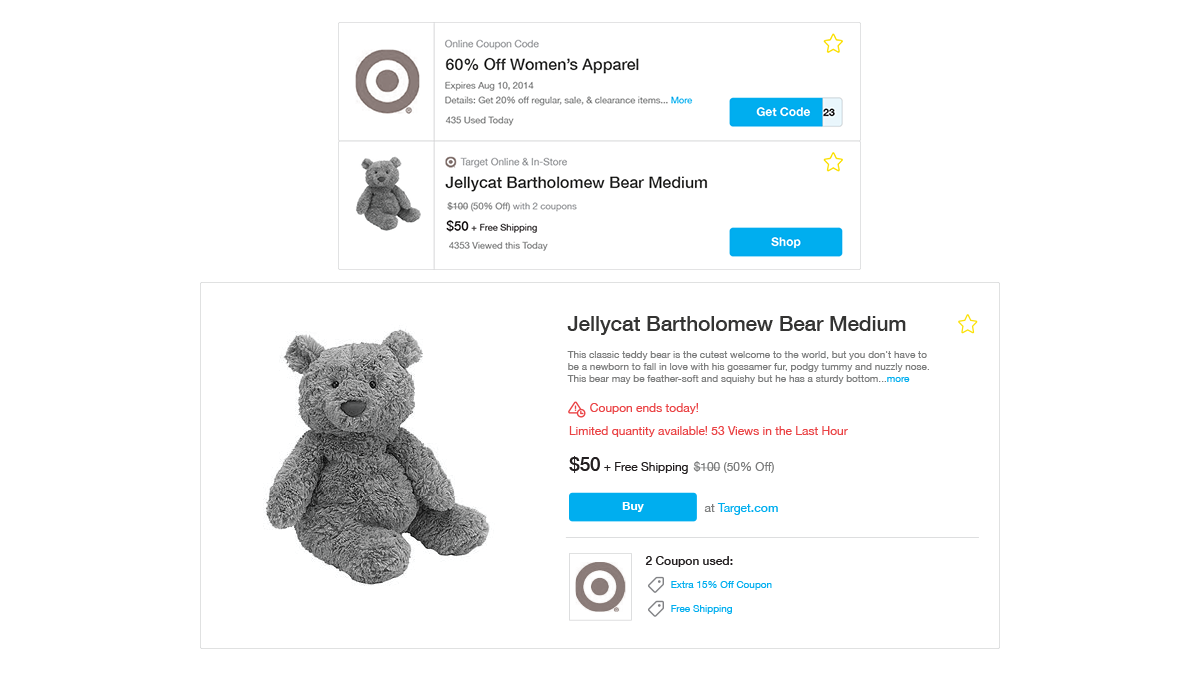 Online Coupon Code
60% Off Women’s Apparel
Expires Aug 10, 2014
Details: Get 20% off regular, sale, & clearance items... More
435 Used Today
Get Code 23
Target Online & In-Store
Jellycat Bartholomew Bear Medium
$100 (50% Off) with 2 coupons
$50 + Free Shipping
4353 Viewed this Today
Shop
Jellycat Bartholomew Bear Medium
This classic teddy bear is the cutest welcome to the world, but you don’t have to
be a newborn to fall in love with his gossamer fur, podgy tummy and nuzzly nose.
This bear may be feather-soft and squishy but he has a sturdy bottom...more
Coupon ends today!
Limited quantity available! 53 Views in the Last Hour
$50 + Free Shipping $100 (50% Off)
Buy at Target.com
2 Coupon used:
Extra 15% Off Coupon
Free Shipping